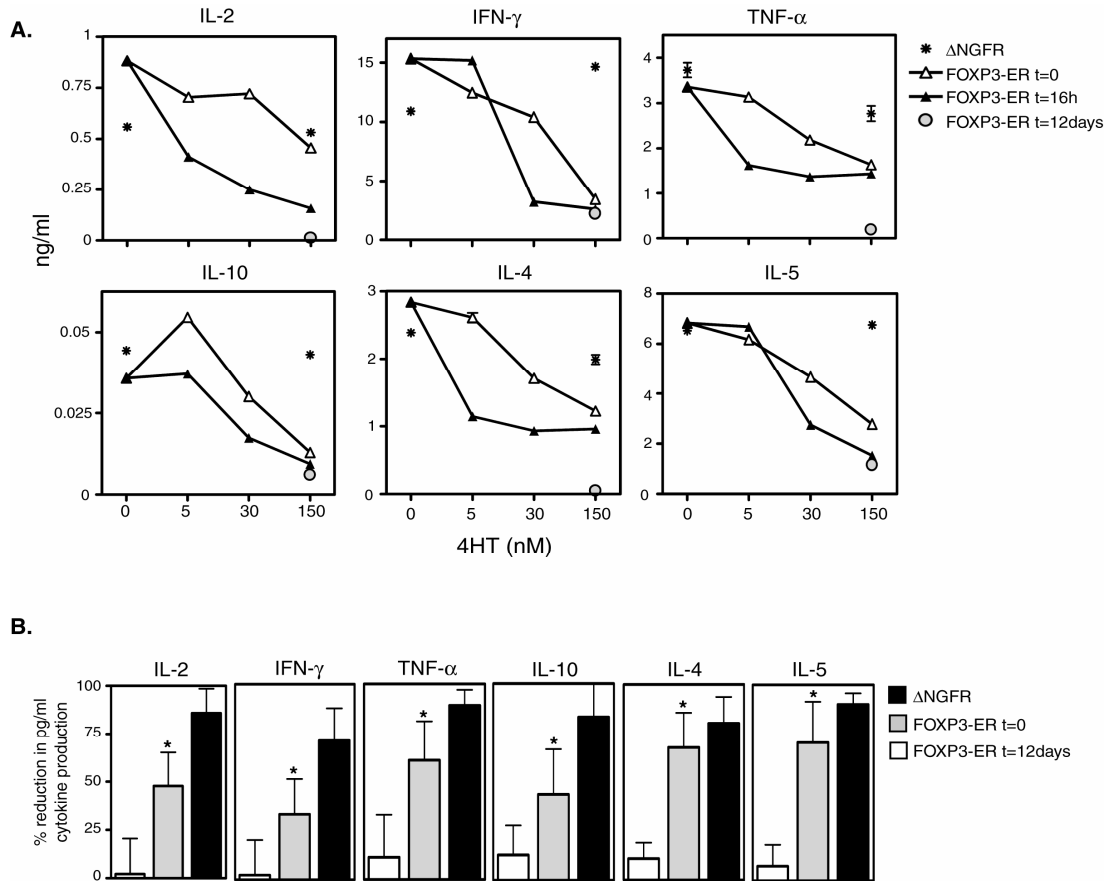 A.
IL-2
IFN-γ
TNF-α
1
0.75
0.5
0.25
0
15
10
5
0
4
3
2
1
0
ΔNGFR
FOXP3-ER t=0
FOXP3-ER t=16h
FOXP3-ER t=12days
ng/ml
IL-10
IL-4
IL-5
0.05
0.025
0
3
2
1
0
8
6
4
2
0
0 5 30 150
0 5 30 150
0 5 30 150
4HT (nM)
B.
IL-2
IFN-γ
TNF-α
IL-10
IL-4
IL-5
% reduction in pg/ml
cytokine production
100
75
50
25
0
*
*
*
*
*
*
ΔNGFR
FOXP3-ER t=0
FOXP3-ER t=12days